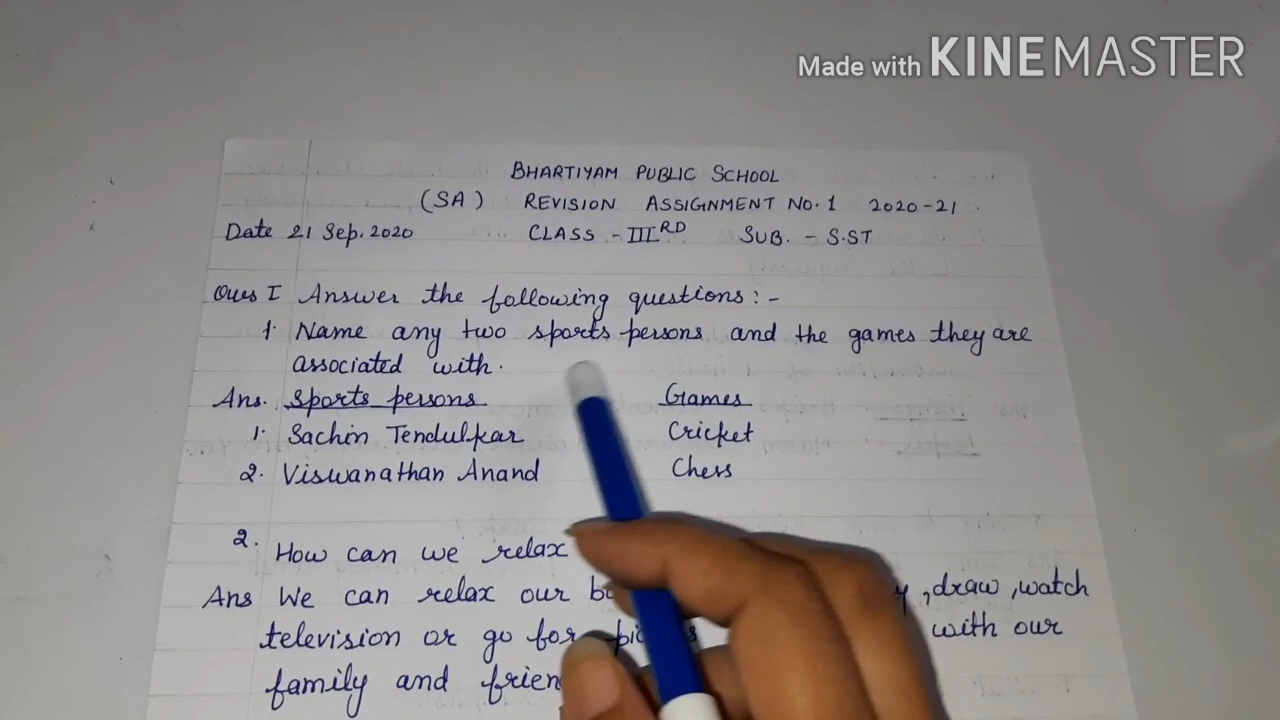 Made with KINEMASTER
BHARTIYAM PUBLIC SCHOOL
(SA) REVISION ASSIGNMENT NO. 1 2020-21.
Date 21 Sep. 2020 CLASS - IIIRD SUB. - S.ST
Ques I Answer the following questions :-
1. Name any two sports persons and the games they are
associated with.
Ans. Sports persons Games
1. Sachin Tendulkar Cricket
2. Viswanathan Anand Chess
2. How can we relax
Ans We can relax our , draw , watch
television or go for with our
family and